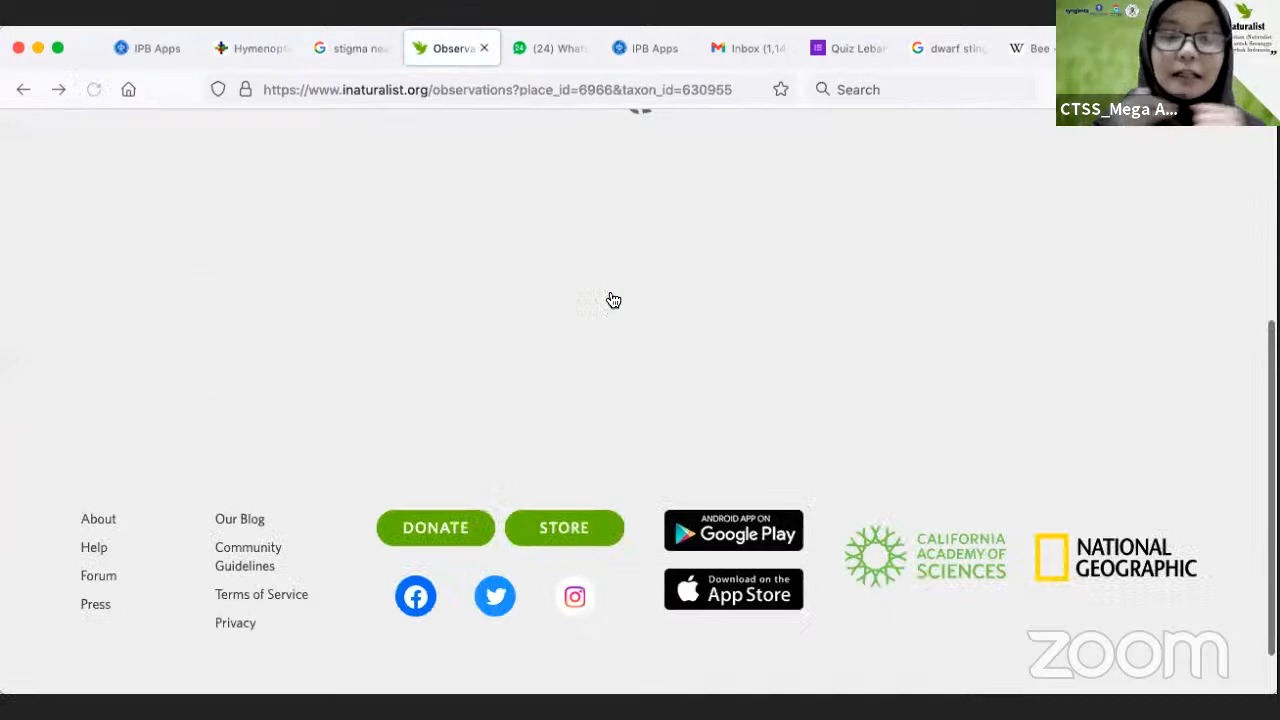 IPB Apps
Hymenopt
stigma
Observa
(24) What
IPB Apps
Inbox (1,14
Quiz Lebah
dwarf sting
Bee
https://www.inaturalist.org/observations?place_id=6966&taxon_id=630955
Search
syngenta
naturalist
CTSS_Mega A...
About
Help
Forum
Press
Our Blog
Community
Guidelines
Terms of Service
Privacy
DONATE
STORE
ANDROID APP ON
Google Play
Download on the
App Store
CALIFORNIA
ACADEMY OF
SCIENCES
NATIONAL
GEOGRAPHIC
zoom